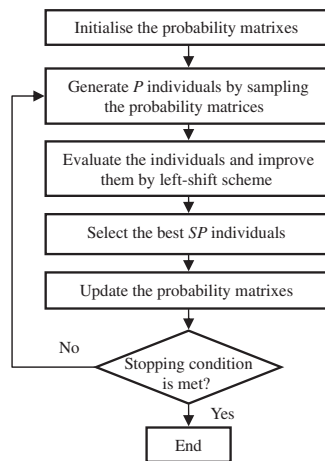 Initialise the probability matrixes
Generate P individuals by sampling
the probability matrices
Evaluate the individuals and improve
them by left-shift scheme
Select the best SP individuals
Update the probability matrixes
No
Stopping condition
is met?
Yes
End